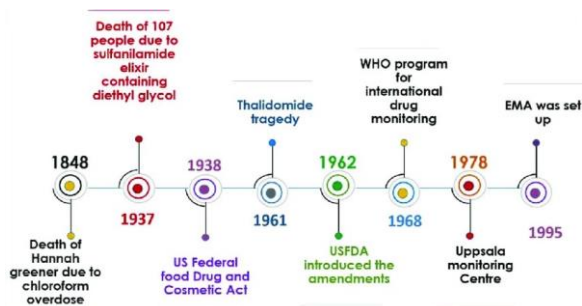 Death of 107
people due to
sulfanilamide
elixir
containing
diethyl glycol
Thalidomide
tragedy
WHO program
for
international
drug
monitoring
EMA was set
up
1848
1937
1938
1961
1962
1968
1978
1995
Death of
Hannah
greener due to
chloroform
overdose
US Federal
food Drug and
Cosmetic Act
USFDA
introduced the
amendments
Uppsala
monitoring
Centre